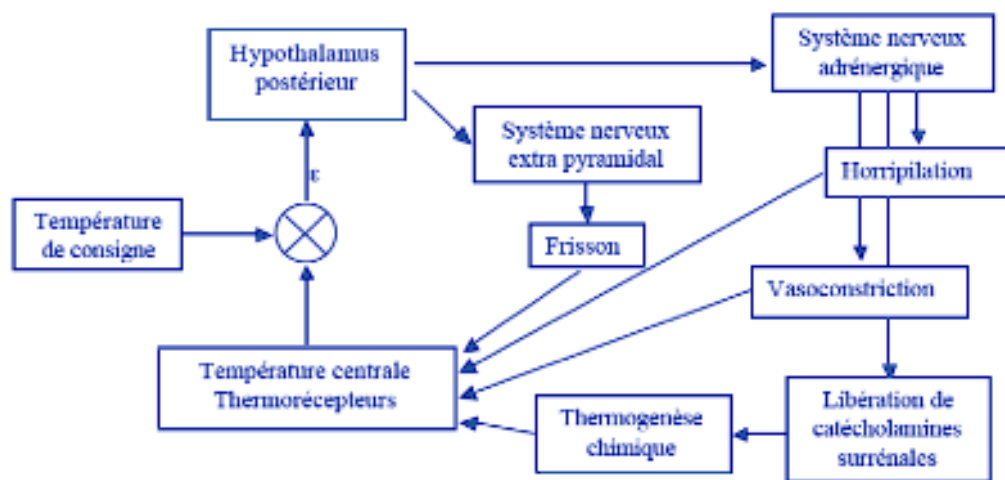 Hypothalamus
postérieur
Système nerveux
adrénergique
Système nerveux
extra pyramidal
Horripilation
ε
Température
de consigne
Frisson
Vasoconstriction
Température centrale
Thermorécepteurs
Thermogenèse
chimique
Libération de
catécholamines
surrénales